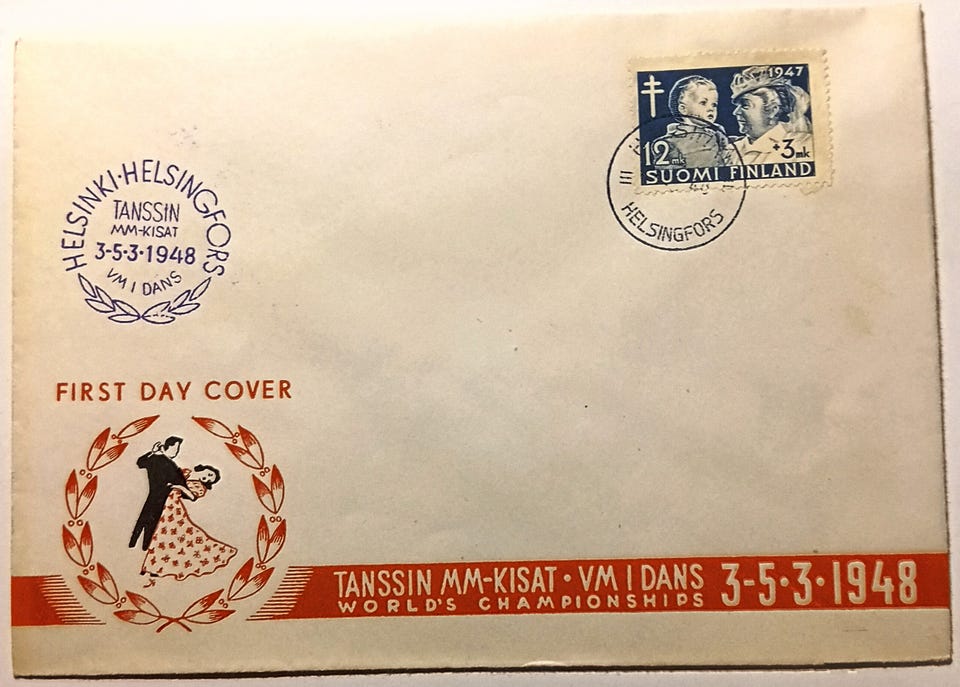 1947
12 mk
+3 mk
SUOMI FINLAND
III
HELSINGFORS
HELSINKI·HELSINGFORS
TANSSIN
MM-KISAT
3-5·3·1948
VM I DANS
FIRST DAY COVER
TANSSIN MM-KISAT · VM I DANS 3-5·3·1948
WORLD'S CHAMPIONSHIPS